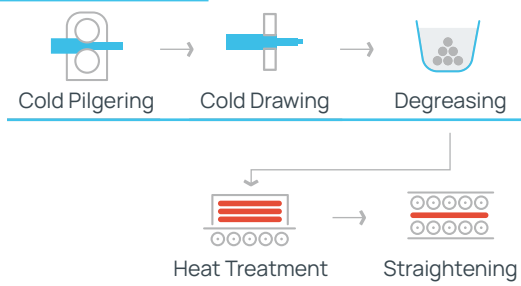 Cold Pilgering
Cold Drawing
Degreasing
Heat Treatment
Straightening